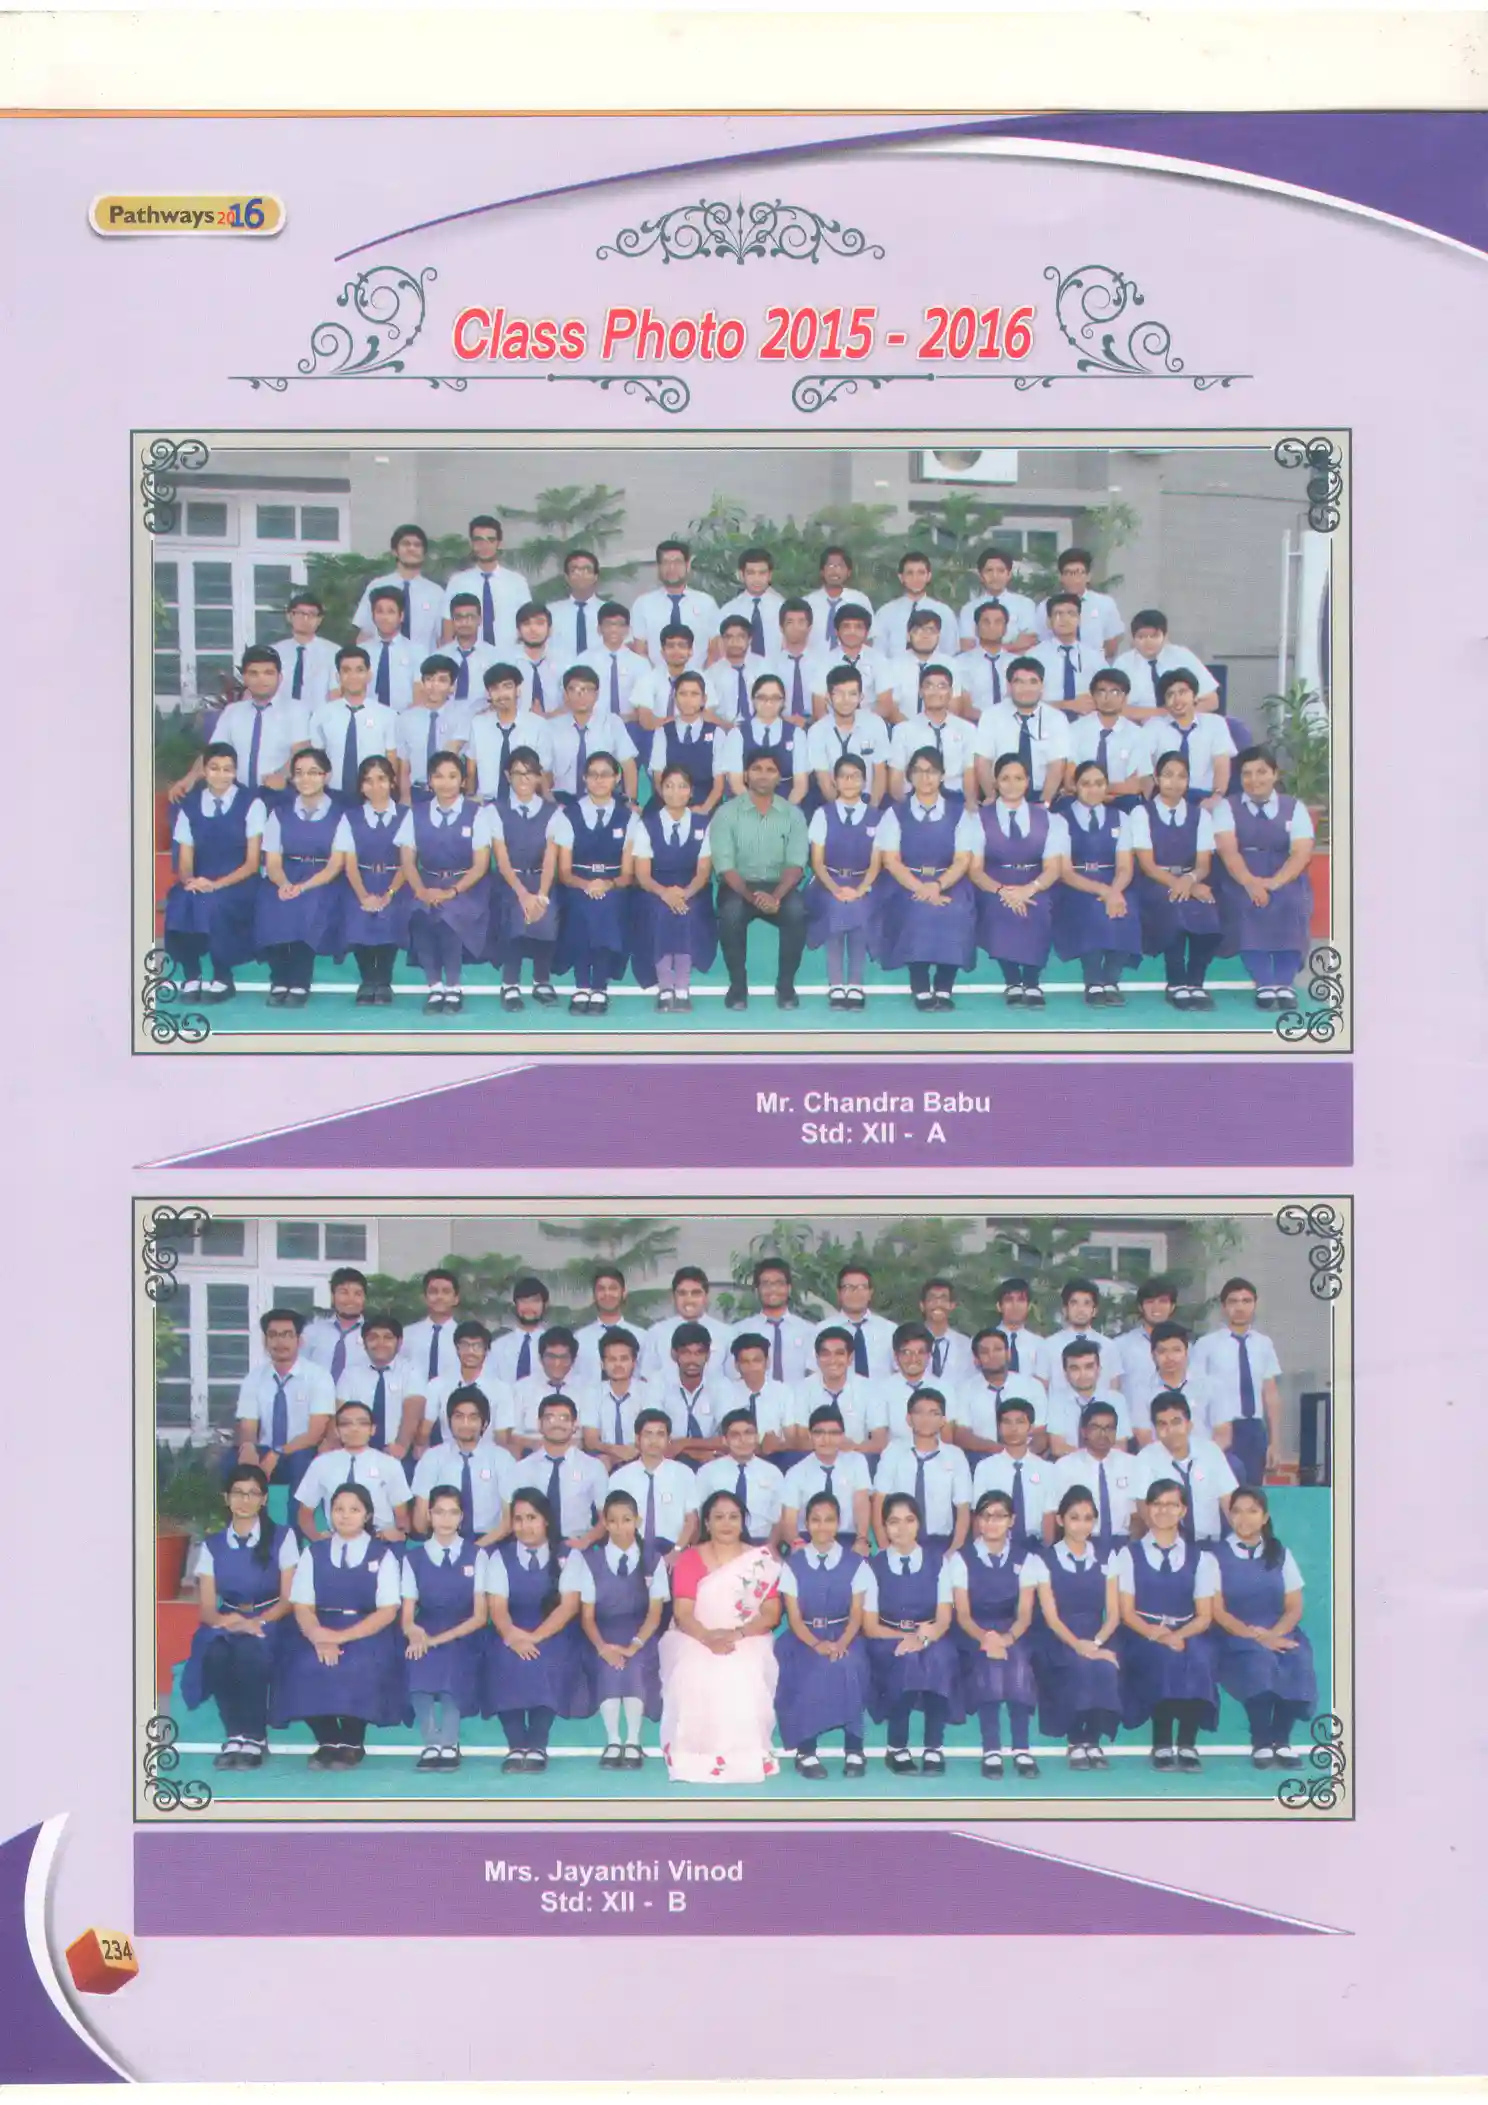 Pathways 2016
Class Photo 2015 - 2016
Mr. Chandra Babu
Std: XII - A
Mrs. Jayanthi Vinod
Std: XII - B
234